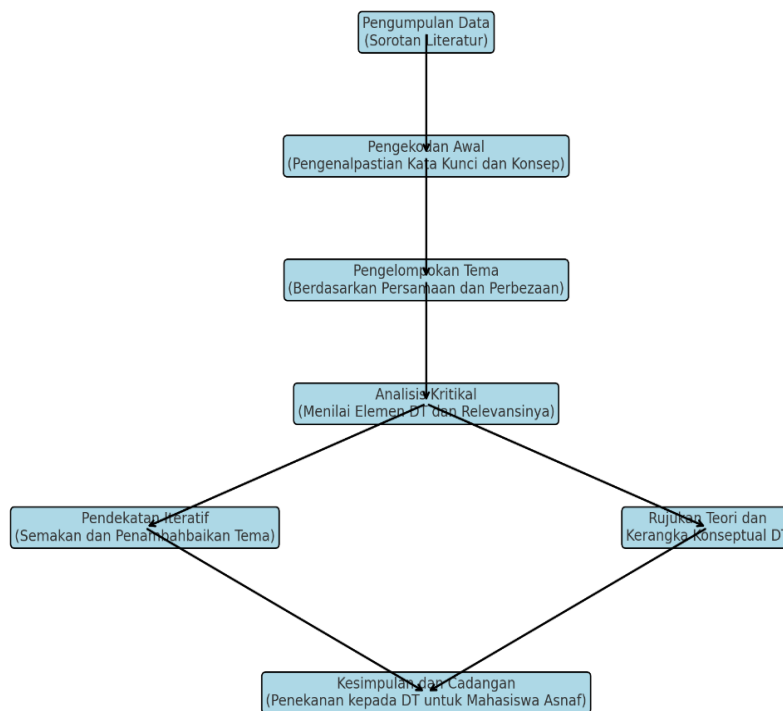 Pengumpulan Data
(Sorotan Literatur)
Pengekodan Awal
(Pengenalpastian Kata Kunci dan Konsep)
Pengelompokan Tema
(Berdasarkan Persamaan dan Perbezaan)
Analisis Kritikal
(Menilai Elemen DT dan Relevansinya)
Pendekatan Iteratif
(Semakan dan Penambahbaikan Tema)
Rujukan Teori dan
Kerangka Konseptual DT
Kesimpulan dan Cadangan
(Penekanan kepada DT untuk Mahasiswa Asnaf)